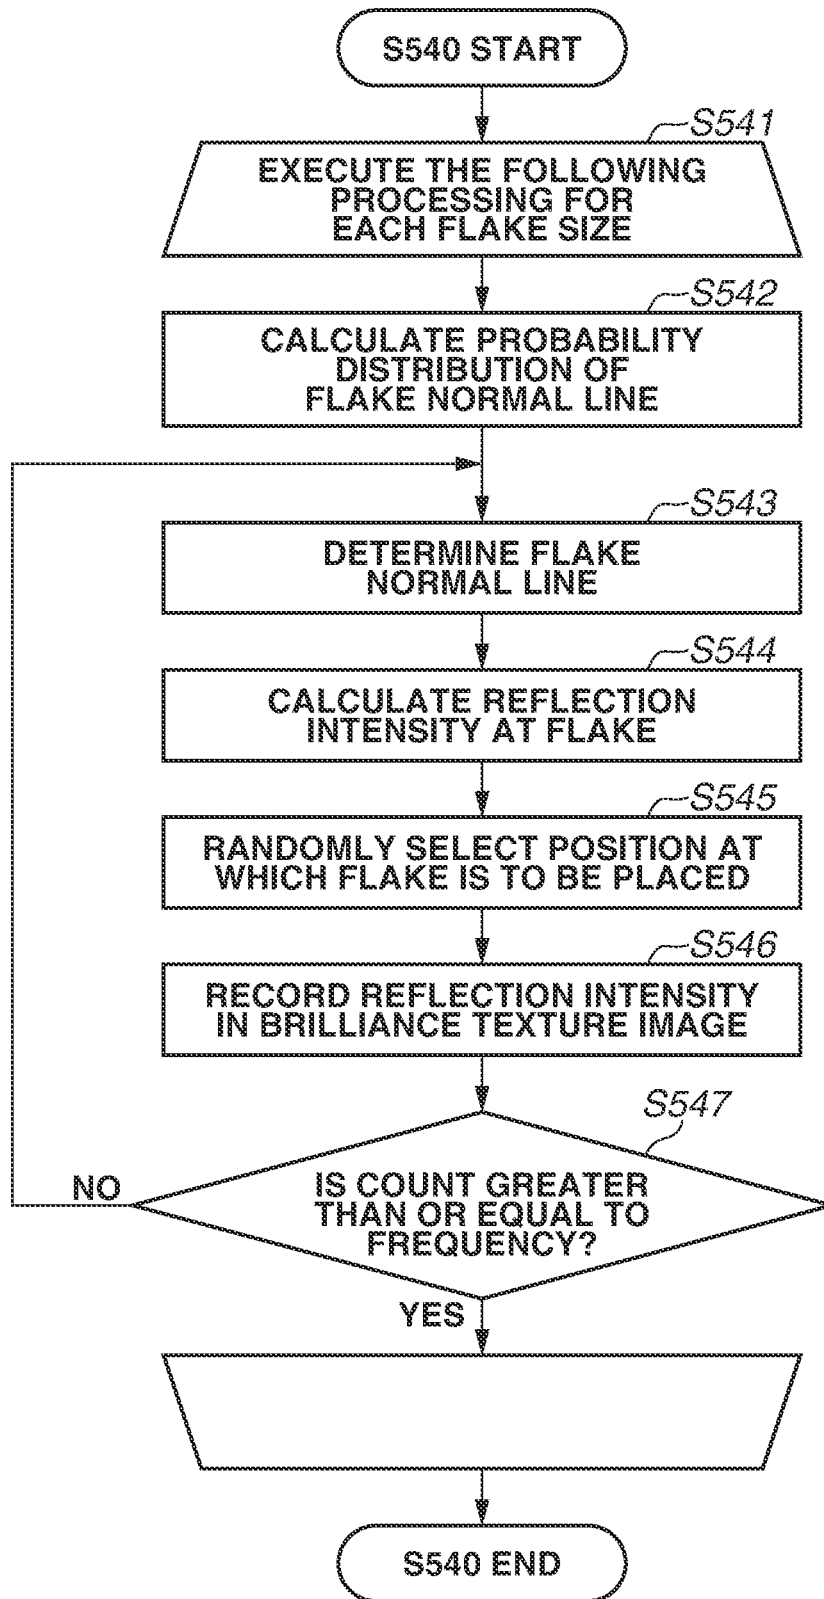 S540 START
S541
EXECUTE THE FOLLOWING
PROCESSING FOR
EACH FLAKE SIZE
S542
CALCULATE PROBABILITY
DISTRIBUTION OF
FLAKE NORMAL LINE
S543
DETERMINE FLAKE
NORMAL LINE
S544
CALCULATE REFLECTION
INTENSITY AT FLAKE
S545
RANDOMLY SELECT POSITION AT
WHICH FLAKE IS TO BE PLACED
S546
RECORD REFLECTION INTENSITY
IN BRILLIANCE TEXTURE IMAGE
S547
NO
IS COUNT GREATER
THAN OR EQUAL TO
FREQUENCY?
YES
S540 END